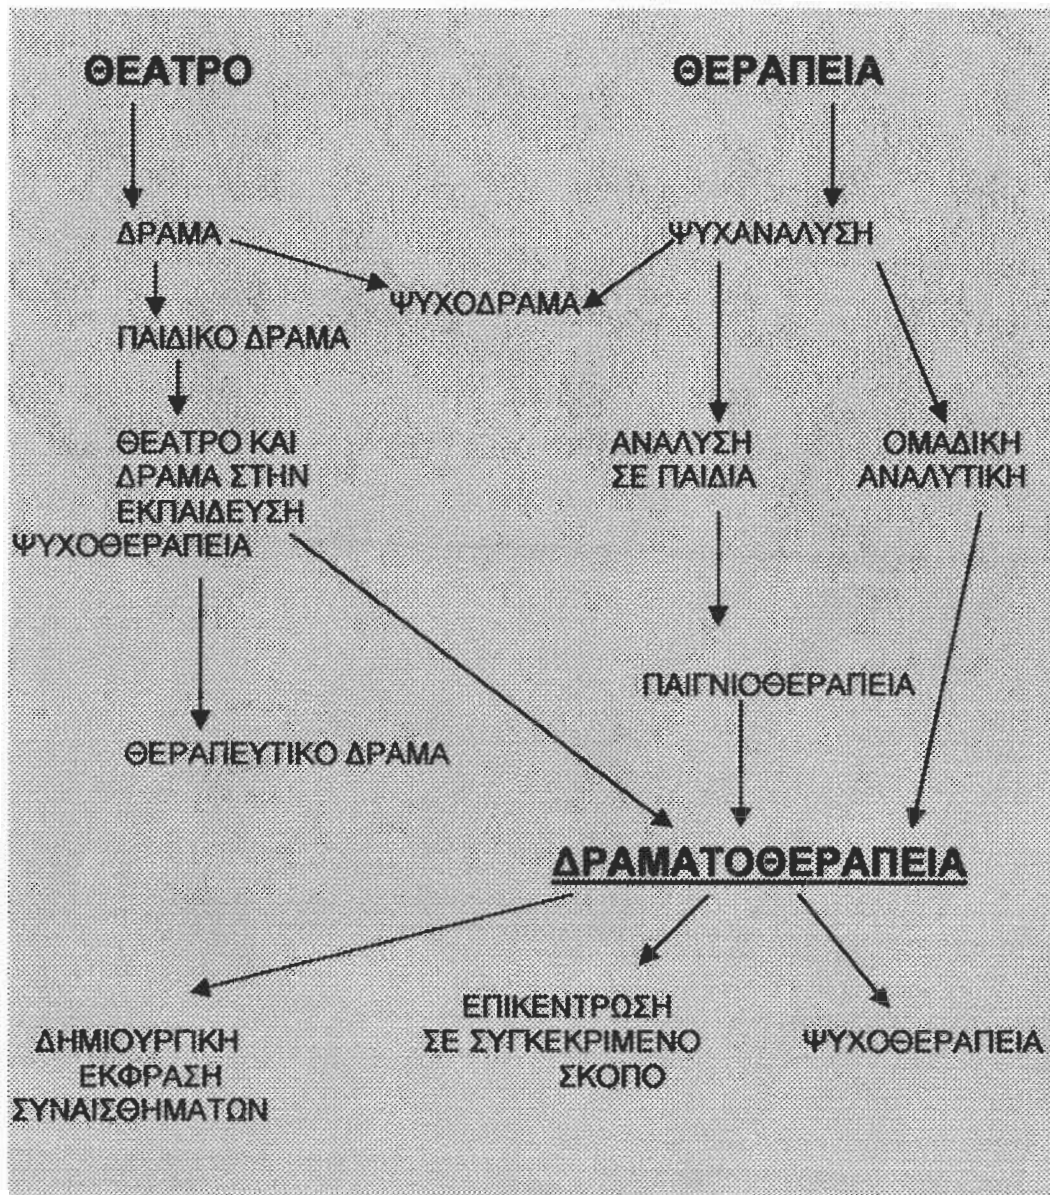 ΘΕΑΤΡΟ
ΘΕΡΑΠΕΙΑ
ΔΡΑΜΑ
ΨΥΧΑΝΑΛΥΣΗ
ΨΥΧΟΔΡΑΜΑ
ΠΑΙΔΙΚΟ ΔΡΑΜΑ
ΘΕΑΤΡΟ ΚΑΙ
ΔΡΑΜΑ ΣΤΗΝ
ΕΚΠΑΙΔΕΥΣΗ
ΨΥΧΟΘΕΡΑΠΕΙΑ
ΑΝΑΛΥΣΗ
ΣΕ ΠΑΙΔΙΑ
ΟΜΑΔΙΚΗ
ΑΝΑΛΥΤΙΚΗ
ΠΑΙΓΝΙΟΘΕΡΑΠΕΙΑ
ΘΕΡΑΠΕΥΤΙΚΟ ΔΡΑΜΑ
ΔΡΑΜΑΤΟΘΕΡΑΠΕΙΑ
ΔΗΜΙΟΥΡΓΙΚΗ
ΕΚΦΡΑΣΗ
ΣΥΝΑΙΣΘΗΜΑΤΩΝ
ΕΠΙΚΕΝΤΡΩΣΗ
ΣΕ ΣΥΓΚΕΚΡΙΜΕΝΟ
ΣΚΟΠΟ
ΨΥΧΟΘΕΡΑΠΕΙΑ